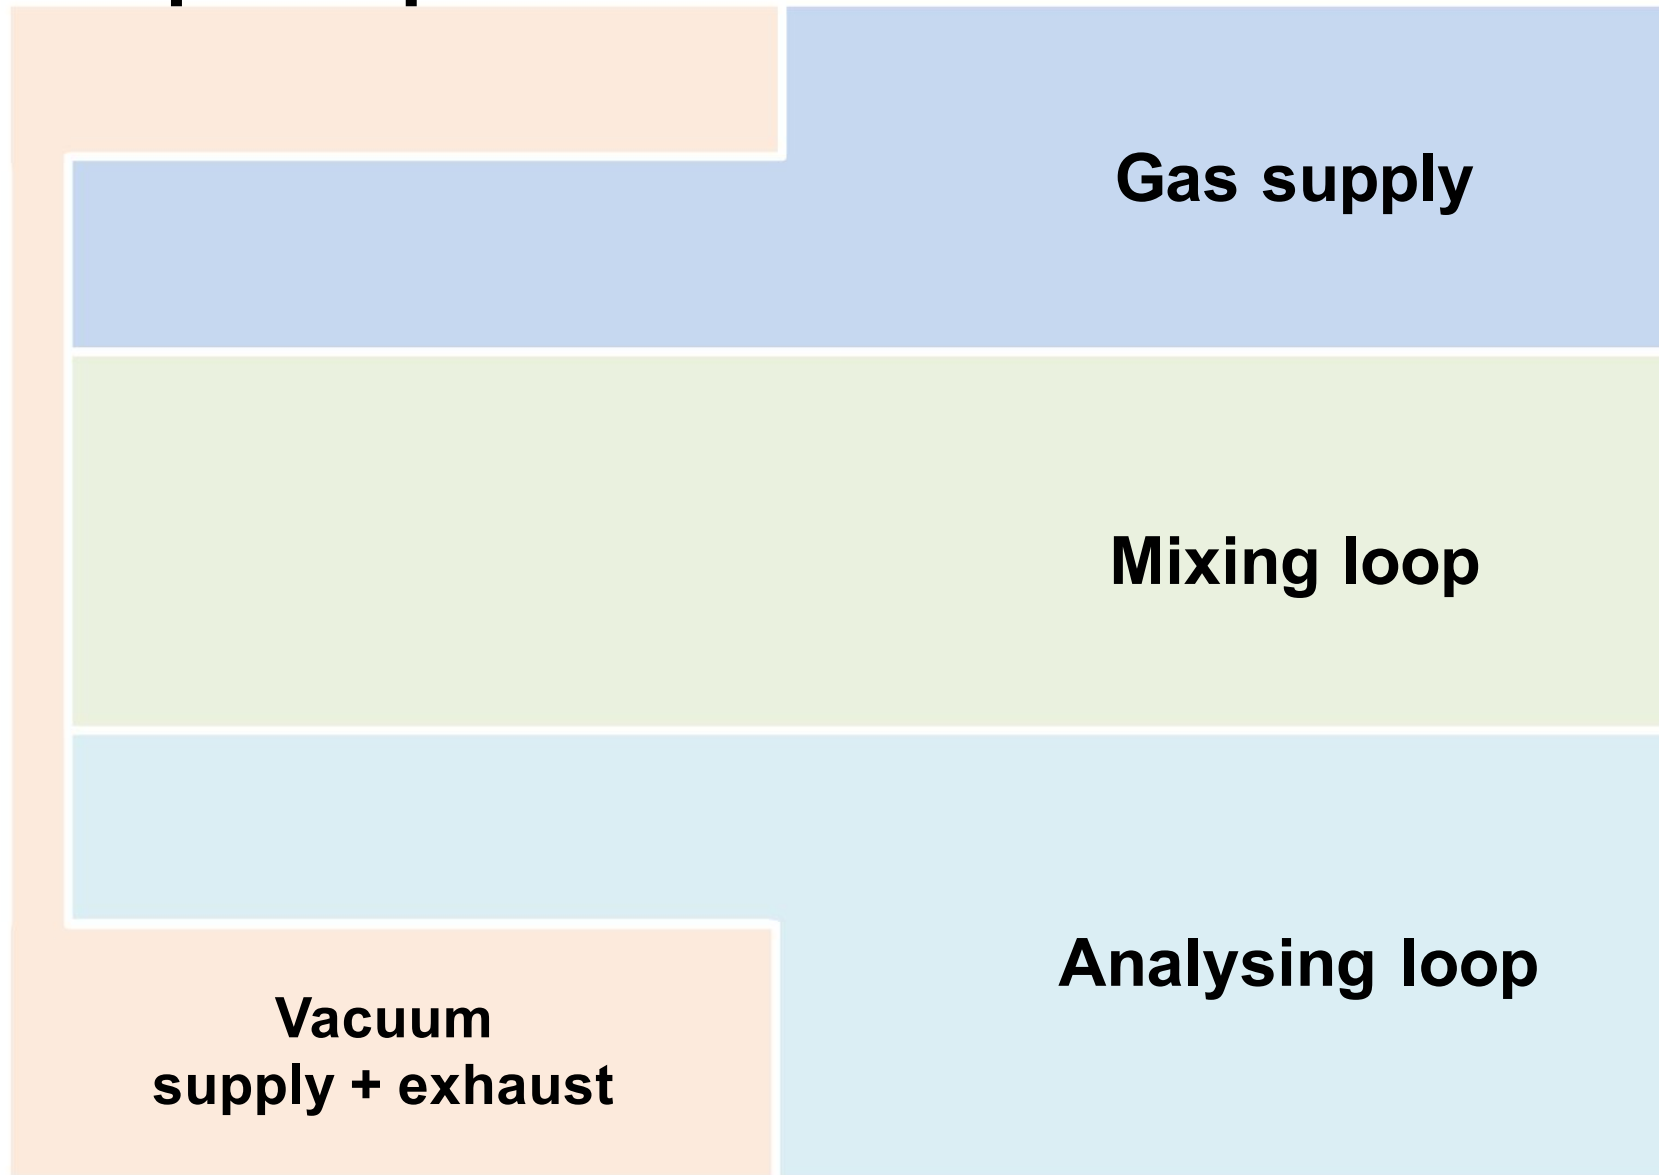 Gas supply
Mixing loop
Analysing loop
Vacuum
supply + exhaust